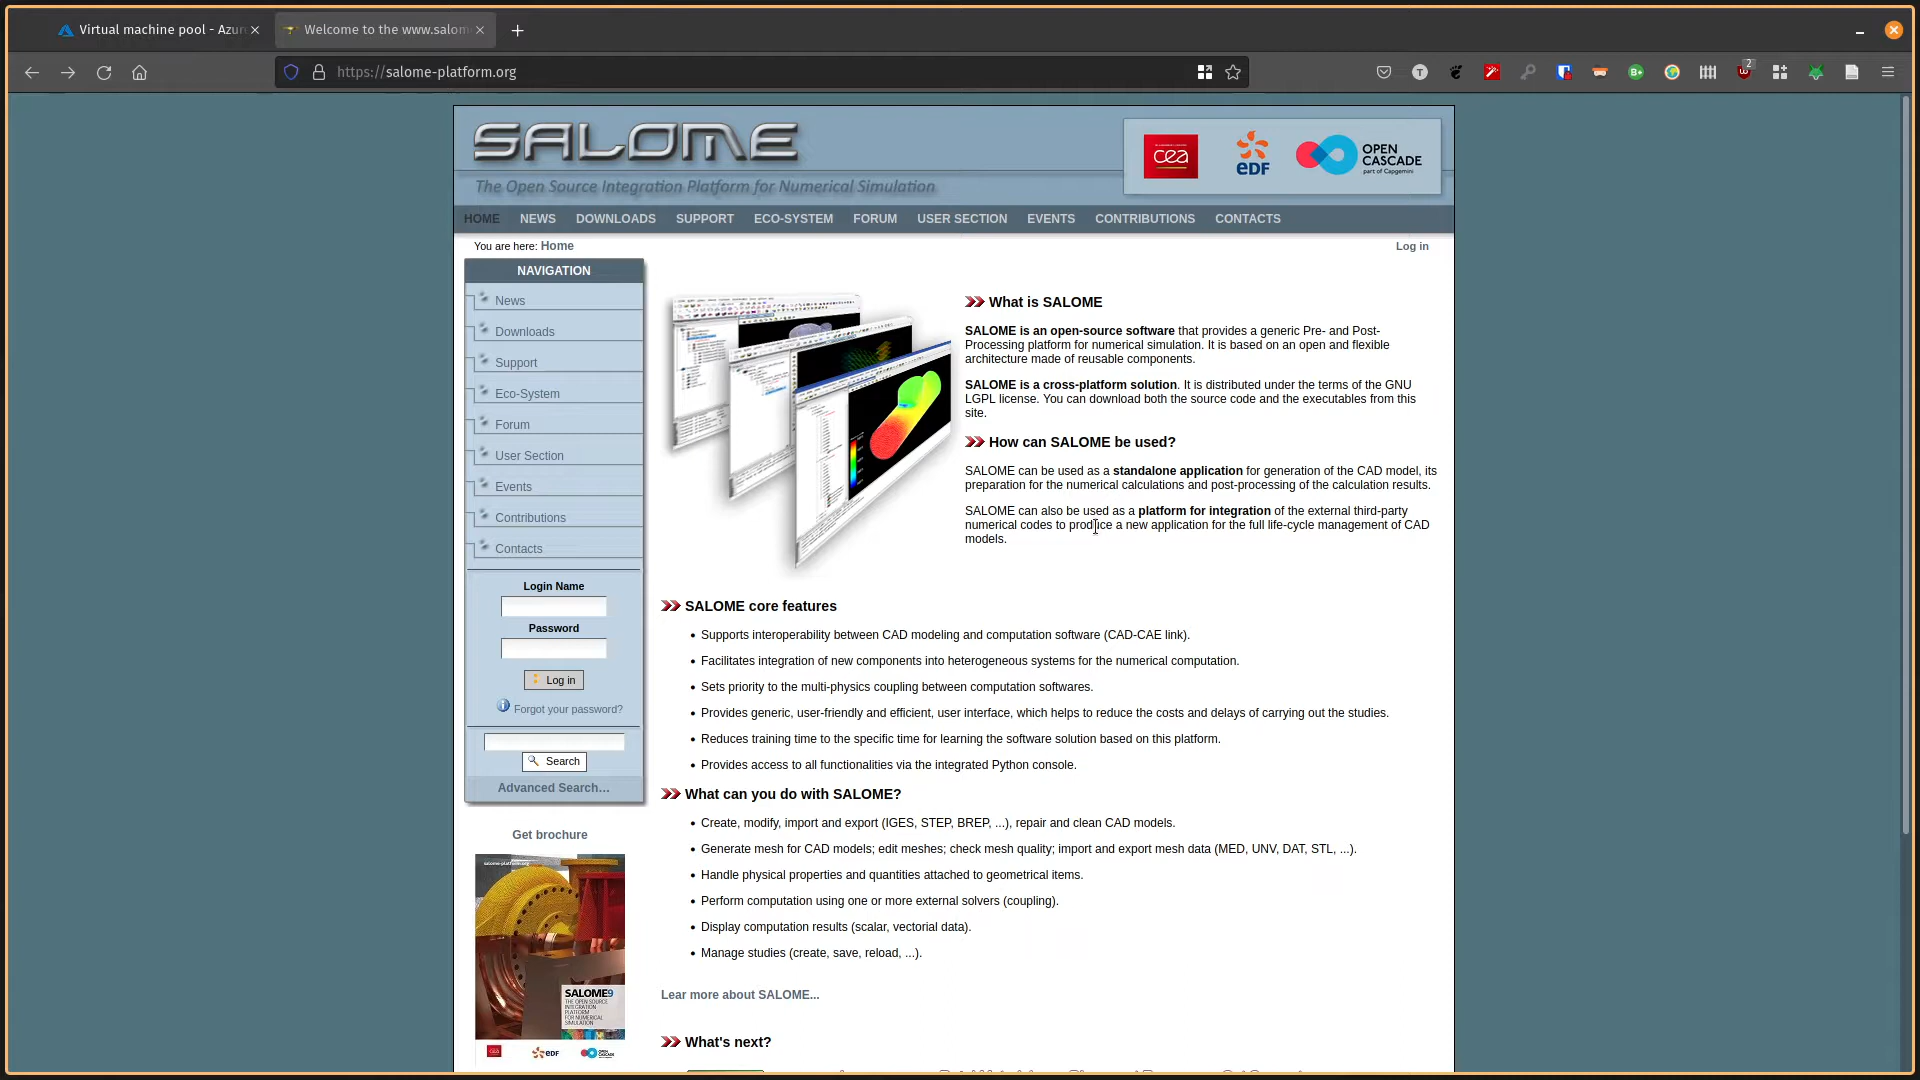 Virtual machine pool - Azur
Welcome to the www.salom
https://salome-platform.org
2
SALOME
The Open Source Integration Platform for Numerical Simulation
cea
eDF
OPEN
CASCADE
part of Capgemini
HOME NEWS DOWNLOADS SUPPORT ECO-SYSTEM FORUM USER SECTION EVENTS CONTRIBUTIONS CONTACTS
You are here: Home
Log in
NAVIGATION
News
Downloads
Support
Eco-System
Forum
User Section
Events
Contributions
Contacts
Login Name
Password
Log in
Forgot your password?
Search
Advanced Search...
Get brochure
salome-platform.org
SALOME9
THE OPEN SOURCE
INTEGRATION
PLATFORM
FOR NUMERICAL
SIMULATION
cea
eDF
OPEN
CASCADE
What is SALOME
SALOME is an open-source software that provides a generic Pre- and Post-
Processing platform for numerical simulation. It is based on an open and flexible
architecture made of reusable components.
SALOME is a cross-platform solution. It is distributed under the terms of the GNU
LGPL license. You can download both the source code and the executables from this
site.
How can SALOME be used?
SALOME can be used as a standalone application for generation of the CAD model, its
preparation for the numerical calculations and post-processing of the calculation results.
SALOME can also be used as a platform for integration of the external third-party
numerical codes to produce a new application for the full life-cycle management of CAD
models.
SALOME core features
• Supports interoperability between CAD modeling and computation software (CAD-CAE link).
• Facilitates integration of new components into heterogeneous systems for the numerical computation.
• Sets priority to the multi-physics coupling between computation softwares.
• Provides generic, user-friendly and efficient, user interface, which helps to reduce the costs and delays of carrying out the studies.
• Reduces training time to the specific time for learning the software solution based on this platform.
• Provides access to all functionalities via the integrated Python console.
What can you do with SALOME?
• Create, modify, import and export (IGES, STEP, BREP, ...), repair and clean CAD models.
• Generate mesh for CAD models; edit meshes; check mesh quality; import and export mesh data (MED, UNV, DAT, STL, ...).
• Handle physical properties and quantities attached to geometrical items.
• Perform computation using one or more external solvers (coupling).
• Display computation results (scalar, vectorial data).
• Manage studies (create, save, reload, ...).
Lear more about SALOME...
What's next?